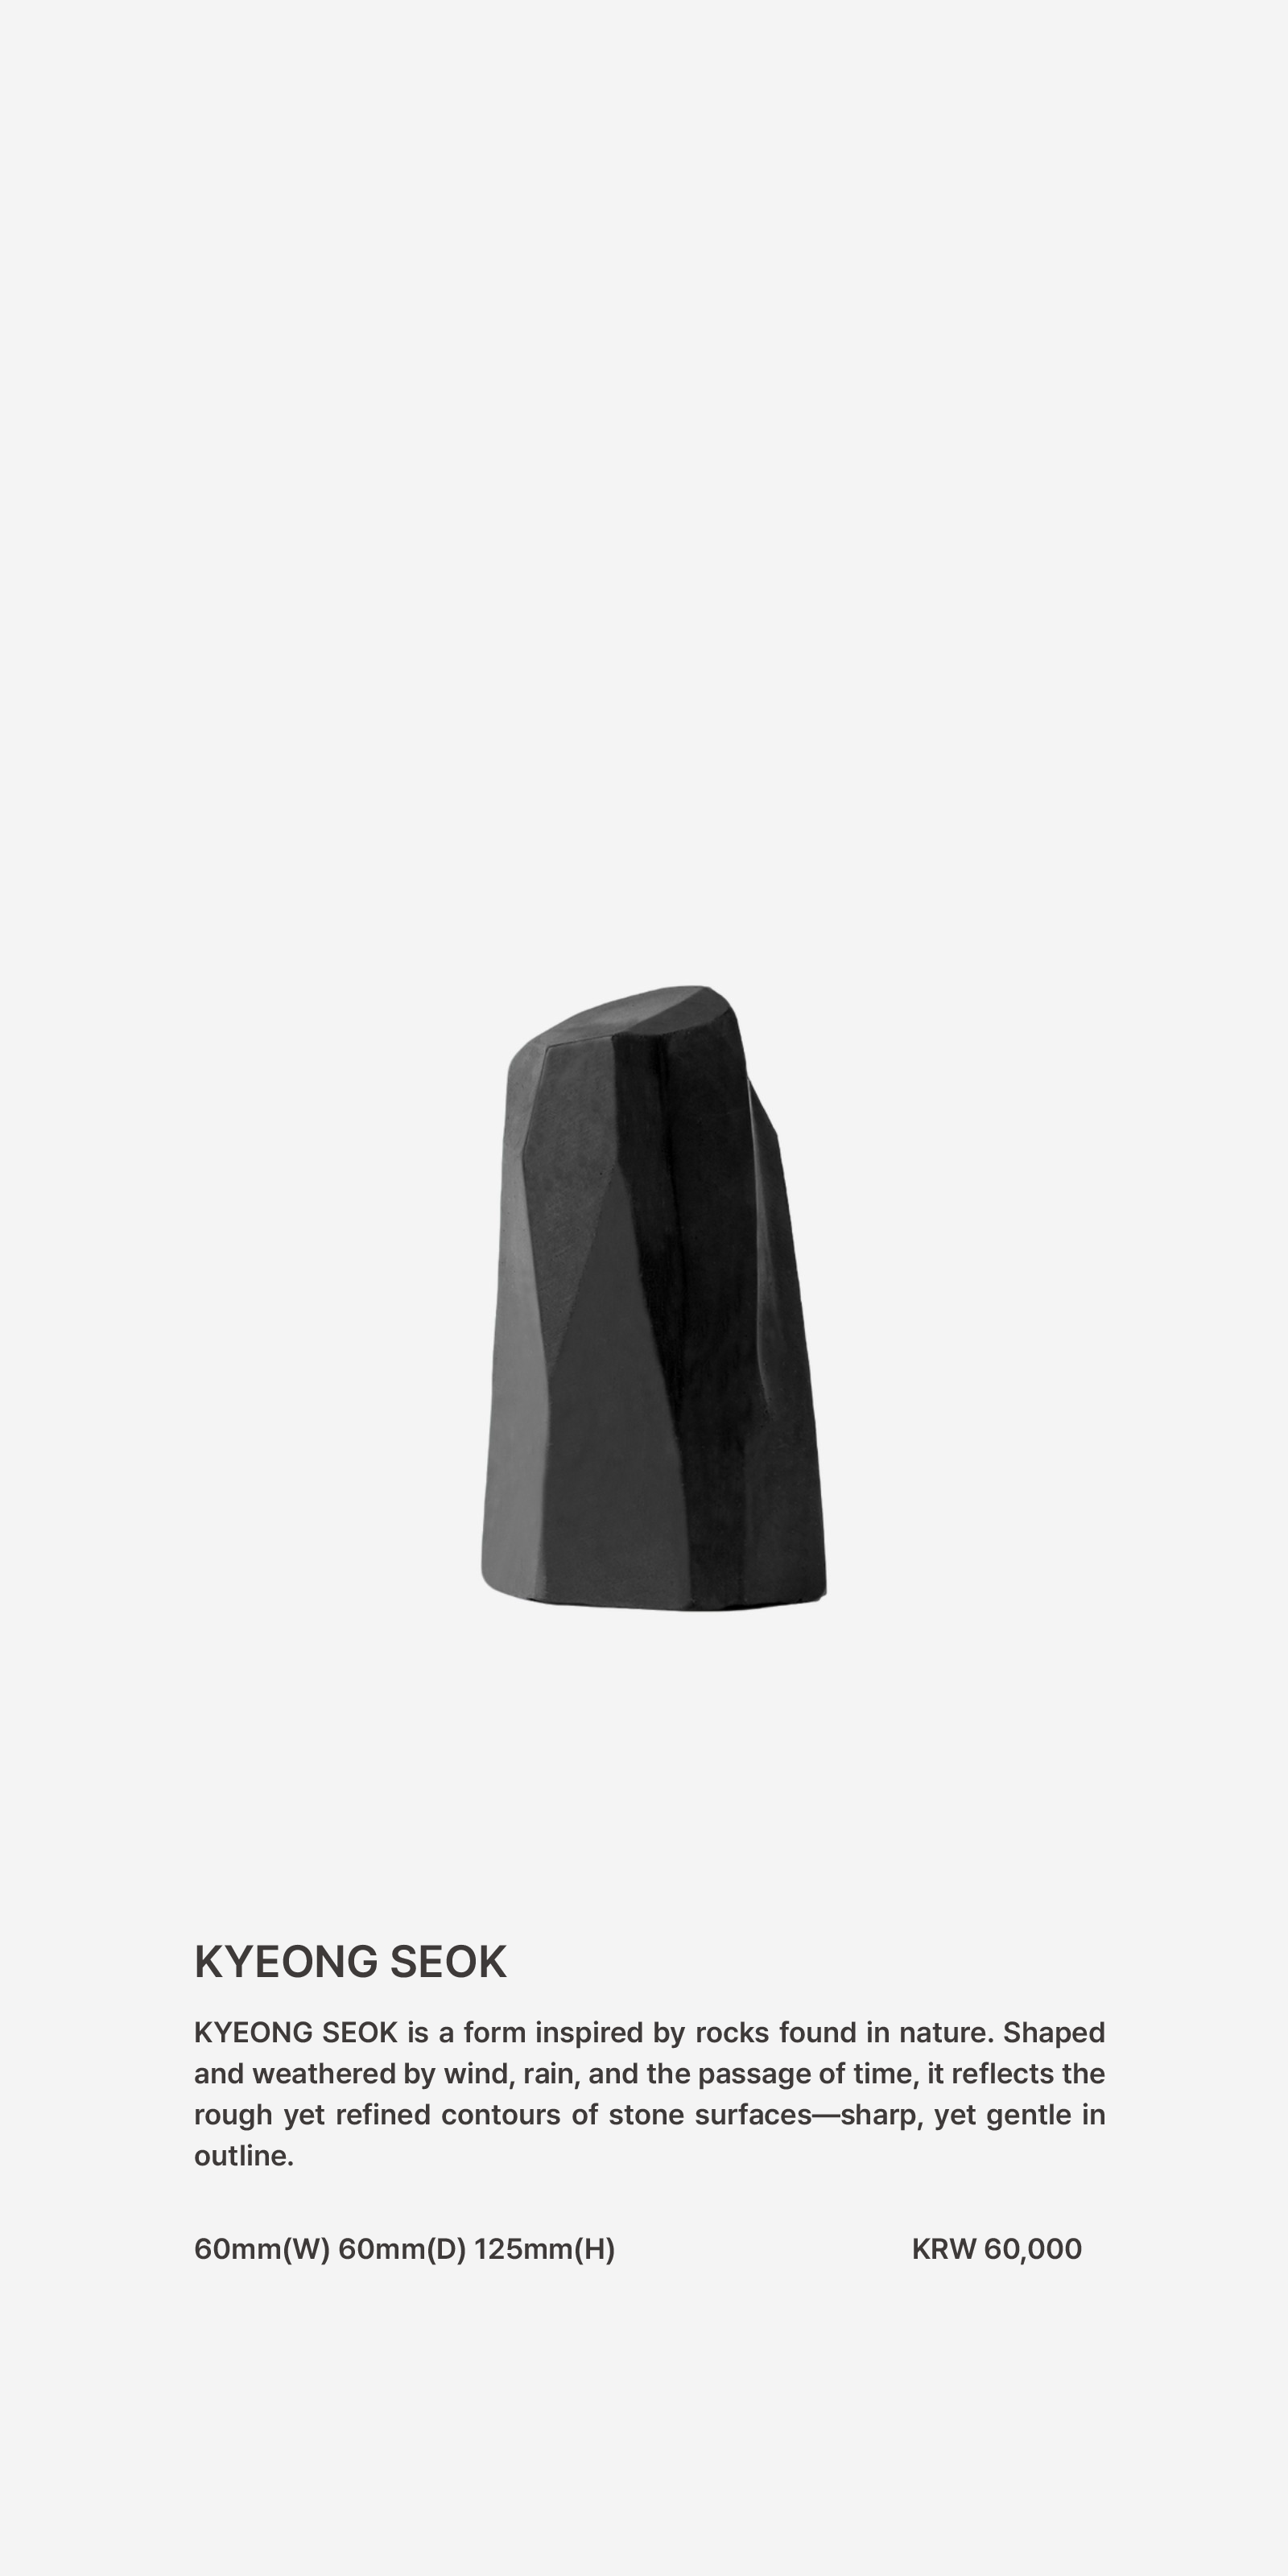 KYEONG SEOK
KYEONG SEOK is a form inspired by rocks found in nature. Shaped
and weathered by wind, rain, and the passage of time, it reflects the
rough yet refined contours of stone surfaces—sharp, yet gentle in
outline.
60mm(W) 60mm(D) 125mm(H) KRW 60,000